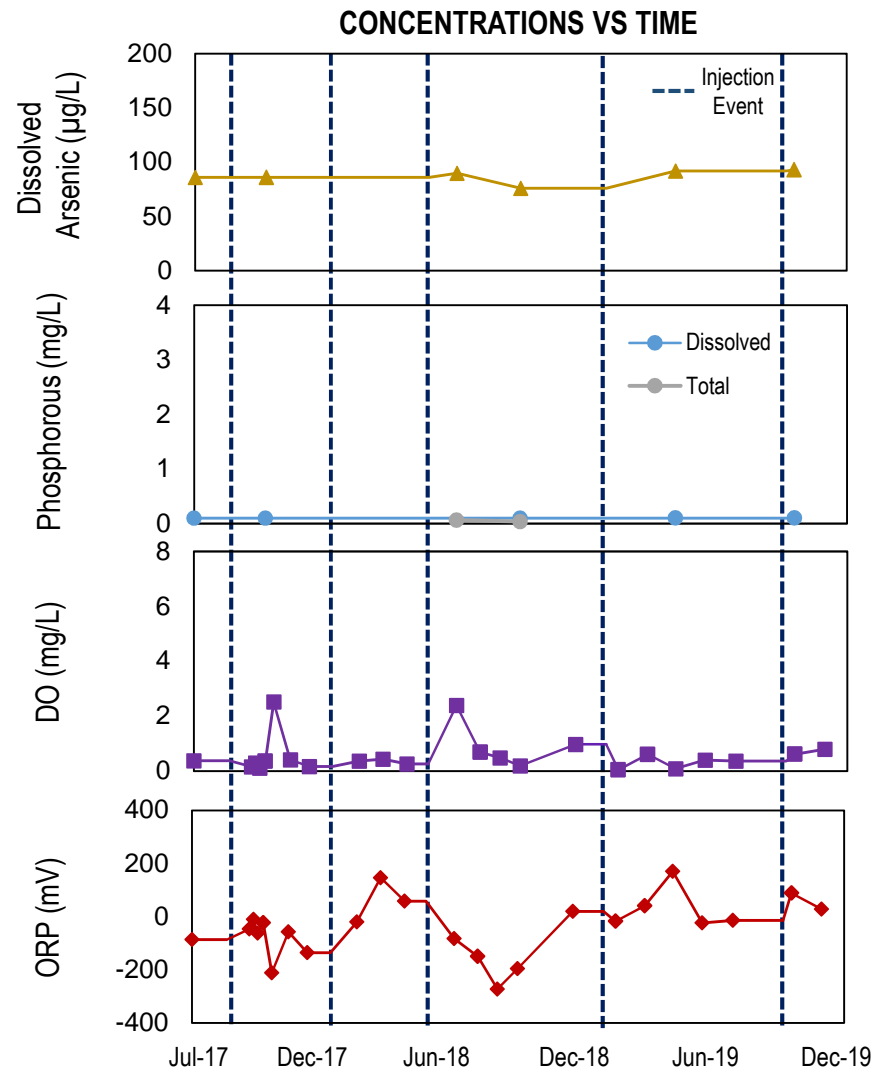 CONCENTRATIONS VS TIME
Dissolved
Arsenic (µg/L)
200
150
100
50
0
Injection
Event
Phosphorous (mg/L)
4
3
2
1
0
Dissolved
Total
DO (mg/L)
8
6
4
2
0
ORP (mV)
400
200
0
-200
-400
Jul-17 Dec-17 Jun-18 Dec-18 Jun-19 Dec-19